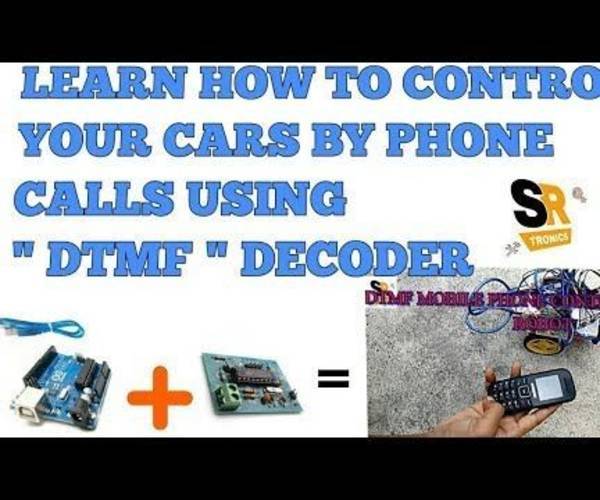 LEARN HOW TO CONTRO
YOUR CARS BY PHONE
CALLS USING
" DTMF " DECODER
SR
TRONICS
DTMF MOBILE PHONE CONT
ROBOT